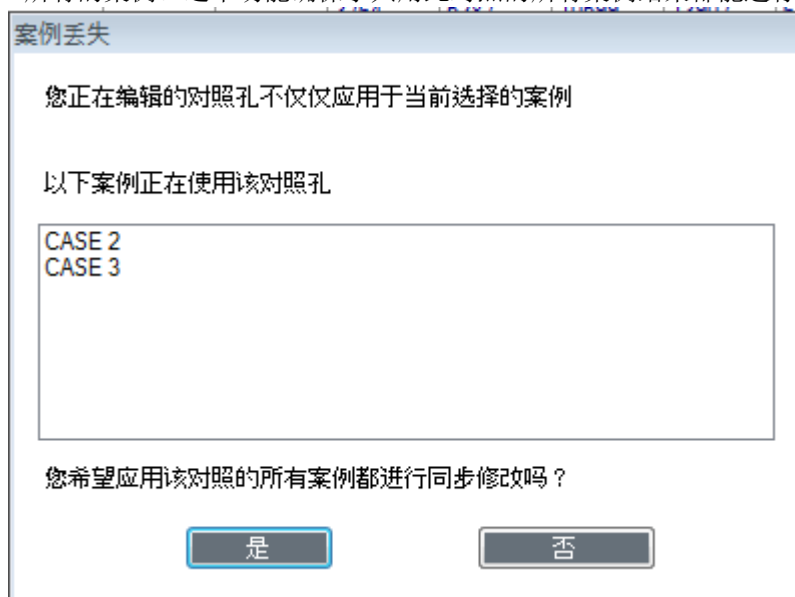 案例丢失
您正在编辑的对照孔不仅仅应用于当前选择的案例
以下案例正在使用该对照孔
CASE 2
CASE 3
您希望应用该对照的所有案例都进行同步修改吗？
是
否